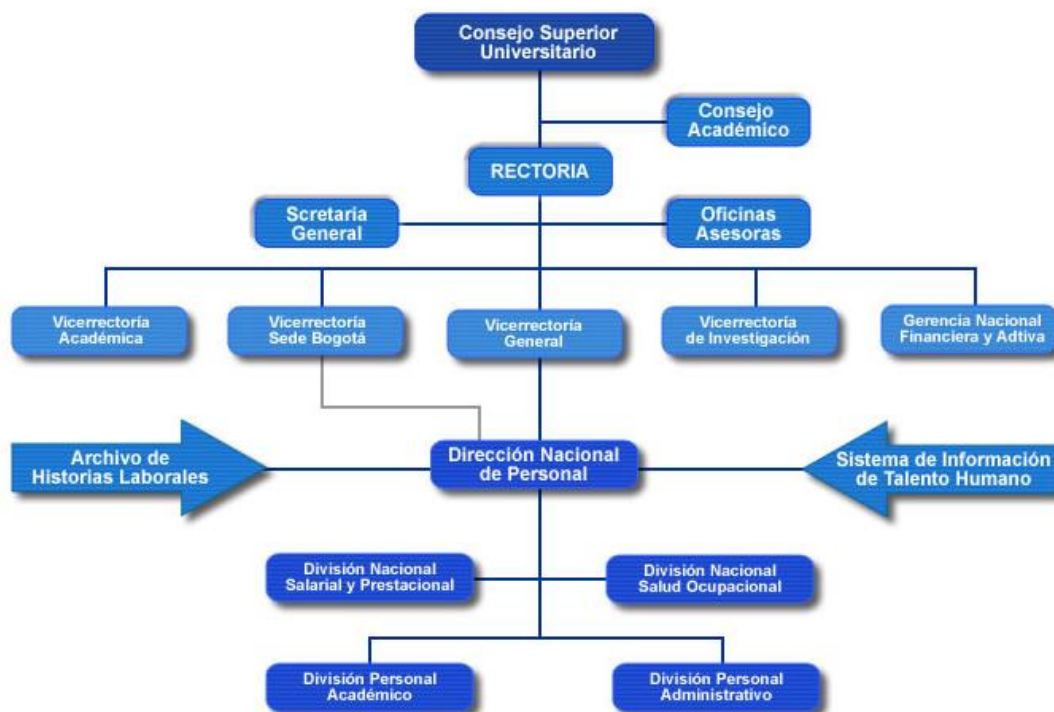 Consejo Superior
Universitario
Consejo
Académico
RECTORIA
Scretaria
General
Oficinas
Asesoras
Vicerrectoría
Académica
Vicerrectoría
Sede Bogotá
Vicerrectoría
General
Vicerrectoría
de Investigación
Gerencia Nacional
Financiera y Adtiva
Archivo de
Historias Laborales
Dirección Nacional
de Personal
Sistema de Información
de Talento Humano
División Nacional
Salarial y Prestacional
División Nacional
Salud Ocupacional
División Personal
Académico
División Personal
Administrativo